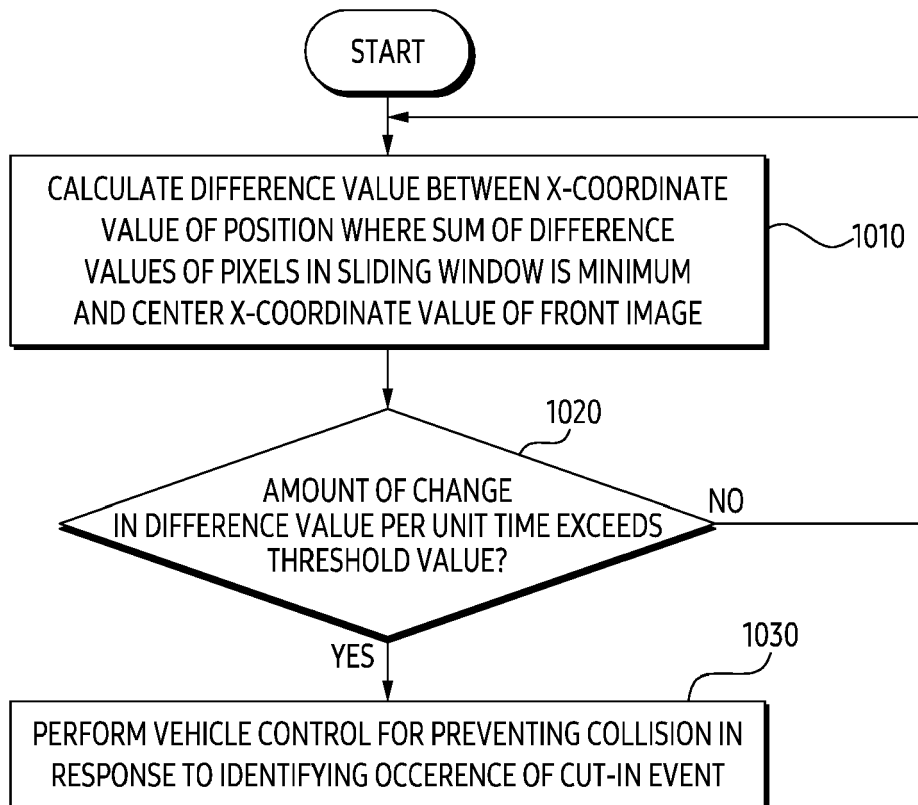 START
CALCULATE DIFFERENCE VALUE BETWEEN X-COORDINATE
VALUE OF POSITION WHERE SUM OF DIFFERENCE
VALUES OF PIXELS IN SLIDING WINDOW IS MINIMUM
AND CENTER X-COORDINATE VALUE OF FRONT IMAGE
1010
1020
AMOUNT OF CHANGE
IN DIFFERENCE VALUE PER UNIT TIME EXCEEDS
THRESHOLD VALUE?
NO
YES
1030
PERFORM VEHICLE CONTROL FOR PREVENTING COLLISION IN
RESPONSE TO IDENTIFYING OCCERENCE OF CUT-IN EVENT